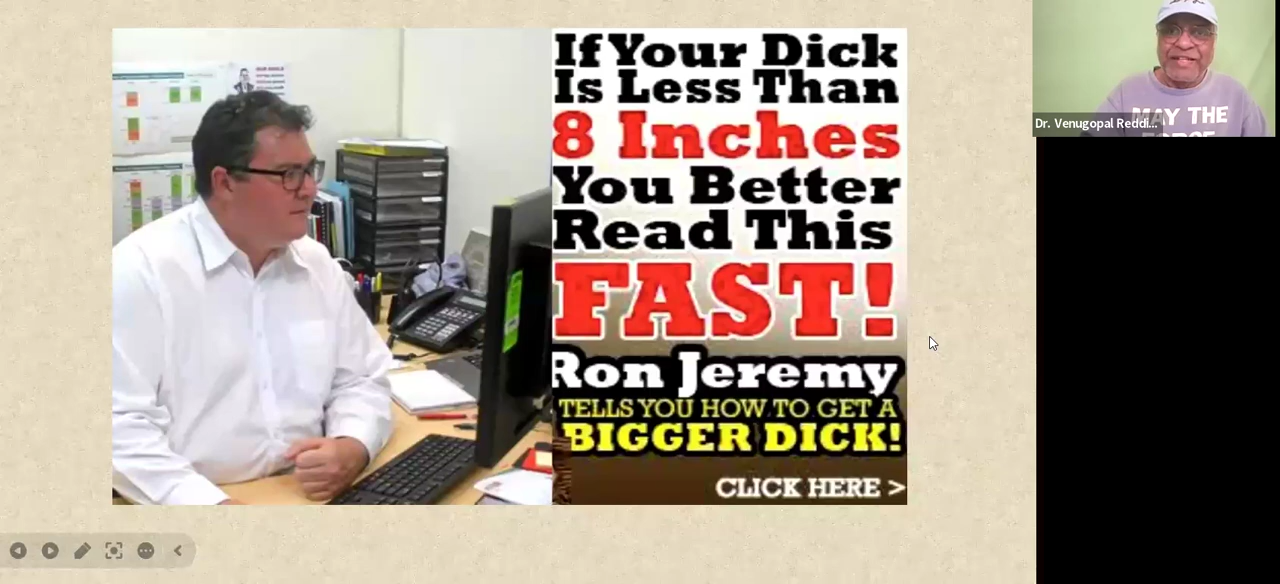 If Your Dick
Is Less Than
8 Inches
You Better
Read This
FAST!
Ron Jeremy
TELLS YOU HOW TO GET A
BIGGER DICK!
CLICK HERE >
MAY THE
FORCE
Dr. Venugopal Reddi...